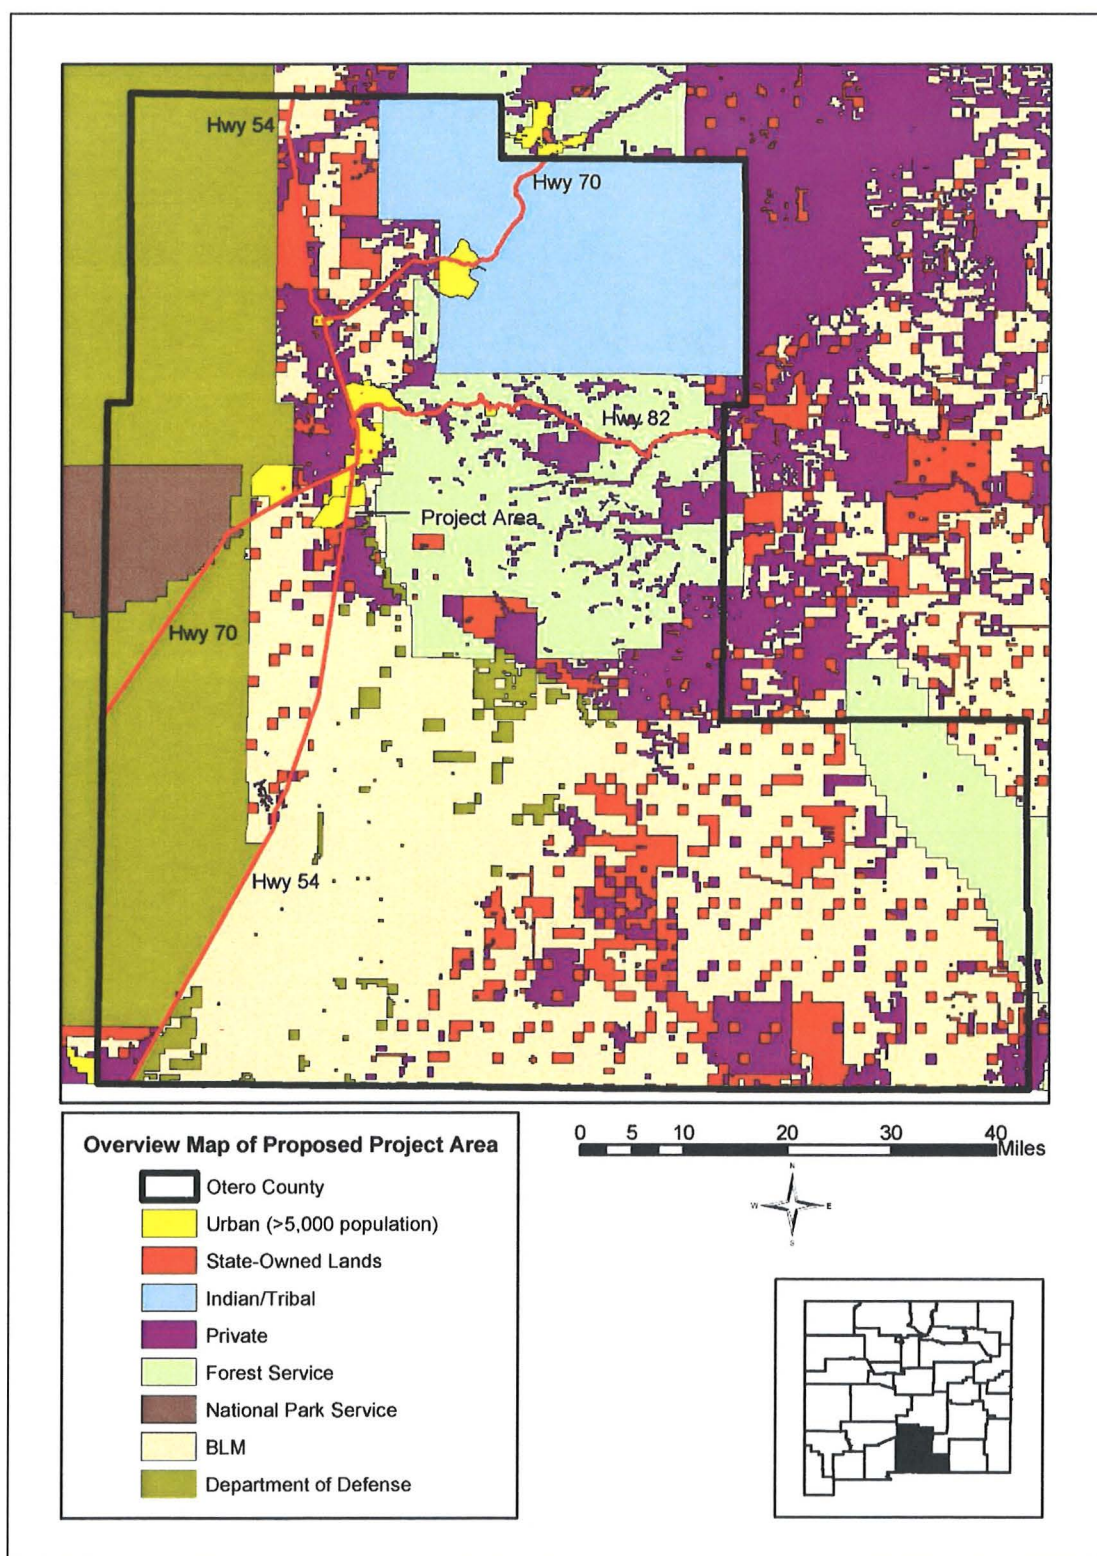 Hwy 54
Hwy 70
Hwy 82
Project Area
Hwy 70
Hwy 54
Overview Map of Proposed Project Area
Otero County
Urban (>5,000 population)
State-Owned Lands
Indian/Tribal
Private
Forest Service
National Park Service
BLM
Department of Defense
0 5 10 20 30 40
Miles
N
W E
S